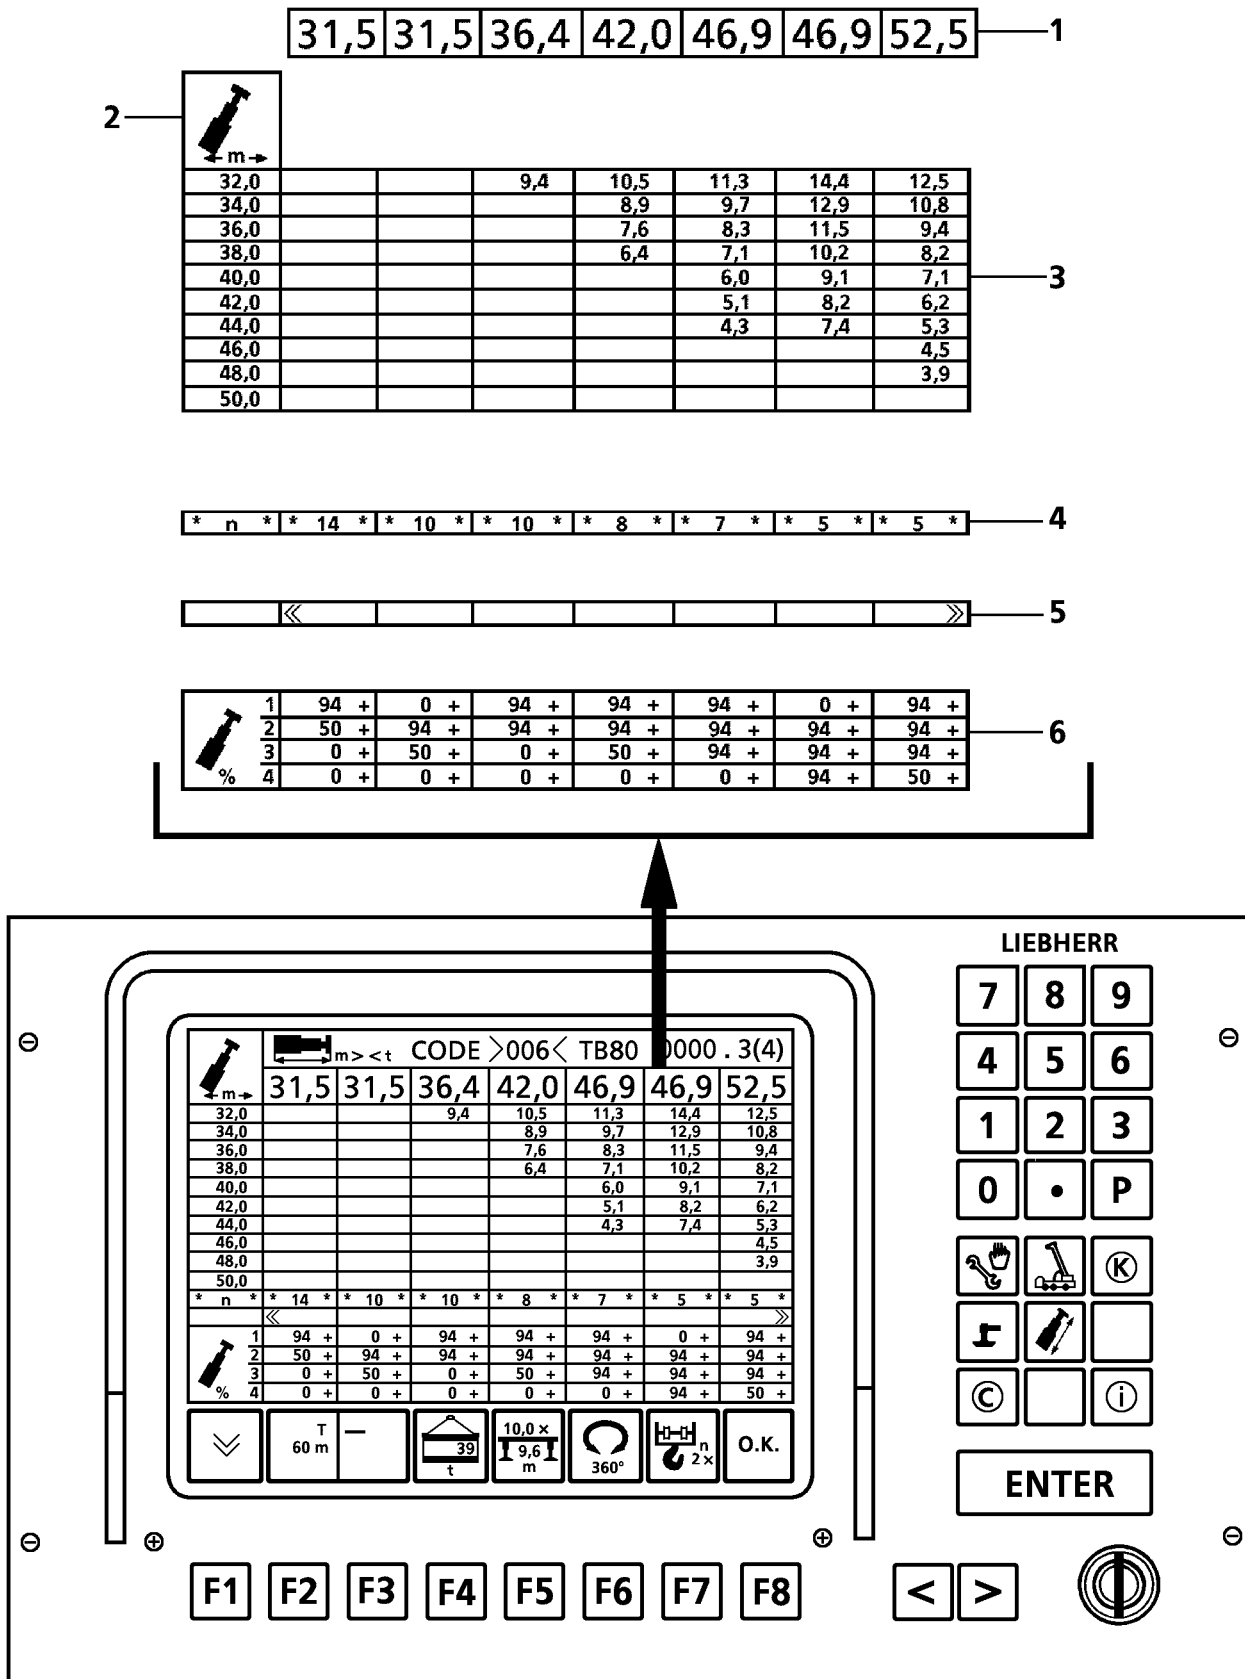 31,5 31,5 36,4 42,0 46,9 46,9 52,5 1
2
m
32,0 9,4 10,5 11,3 14,4 12,5
34,0 8,9 9,7 12,9 10,8
36,0 7,6 8,3 11,5 9,4
38,0 6,4 7,1 10,2 8,2
40,0 6,0 9,1 7,1 3
42,0 5,1 8,2 6,2
44,0 4,3 7,4 5,3
46,0 4,5
48,0 3,9
50,0
* n * * 14 * * 10 * * 10 * * 8 * * 7 * * 5 * * 5 * 4
« » 5
1 94 + 0 + 94 + 94 + 94 + 0 + 94 +
2 50 + 94 + 94 + 94 + 94 + 94 + 94 + 6
3 0 + 50 + 0 + 50 + 94 + 94 + 94 +
% 4 0 + 0 + 0 + 0 + 0 + 94 + 50 +
m > < t CODE >006< TB80 0000 . 3(4)
m 31,5 31,5 36,4 42,0 46,9 46,9 52,5
32,0 9,4 10,5 11,3 14,4 12,5
34,0 8,9 9,7 12,9 10,8
36,0 7,6 8,3 11,5 9,4
38,0 6,4 7,1 10,2 8,2
40,0 6,0 9,1 7,1
42,0 5,1 8,2 6,2
44,0 4,3 7,4 5,3
46,0 4,5
48,0 3,9
50,0
* n * * 14 * * 10 * * 10 * * 8 * * 7 * * 5 * * 5 *
« »
1 94 + 0 + 94 + 94 + 94 + 0 + 94 +
2 50 + 94 + 94 + 94 + 94 + 94 + 94 +
3 0 + 50 + 0 + 50 + 94 + 94 + 94 +
% 4 0 + 0 + 0 + 0 + 0 + 94 + 50 +
T
60 m
—
39
t
10,0 ×
9,6
m
360°
n
2 ×
O.K.
F1 F2 F3 F4 F5 F6 F7 F8
LIEBHERR
7 8 9
4 5 6
1 2 3
0 • P
K
C i
ENTER
< >